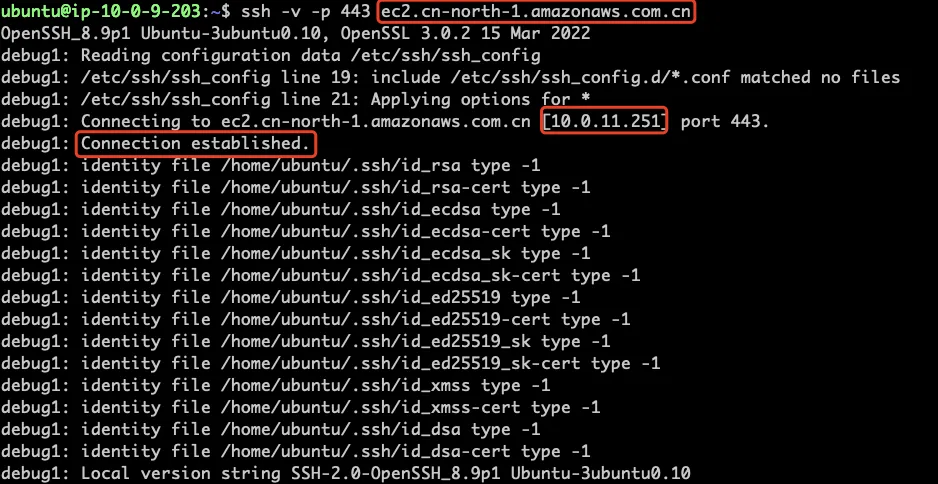 ubuntu@ip-10-0-9-203:~$ ssh -v -p 443 ec2.cn-north-1.amazonaws.com.cn
OpenSSH_8.9p1 Ubuntu-3ubuntu0.10, OpenSSL 3.0.2 15 Mar 2022
debug1: Reading configuration data /etc/ssh/ssh_config
debug1: /etc/ssh/ssh_config line 19: include /etc/ssh/ssh_config.d/*.conf matched no files
debug1: /etc/ssh/ssh_config line 21: Applying options for *
debug1: Connecting to ec2.cn-north-1.amazonaws.com.cn [10.0.11.251] port 443.
debug1: Connection established.
debug1: identity file /home/ubuntu/.ssh/id_rsa type -1
debug1: identity file /home/ubuntu/.ssh/id_rsa-cert type -1
debug1: identity file /home/ubuntu/.ssh/id_ecdsa type -1
debug1: identity file /home/ubuntu/.ssh/id_ecdsa-cert type -1
debug1: identity file /home/ubuntu/.ssh/id_ecdsa_sk type -1
debug1: identity file /home/ubuntu/.ssh/id_ecdsa_sk-cert type -1
debug1: identity file /home/ubuntu/.ssh/id_ed25519 type -1
debug1: identity file /home/ubuntu/.ssh/id_ed25519-cert type -1
debug1: identity file /home/ubuntu/.ssh/id_ed25519_sk type -1
debug1: identity file /home/ubuntu/.ssh/id_ed25519_sk-cert type -1
debug1: identity file /home/ubuntu/.ssh/id_xmss type -1
debug1: identity file /home/ubuntu/.ssh/id_xmss-cert type -1
debug1: identity file /home/ubuntu/.ssh/id_dsa type -1
debug1: identity file /home/ubuntu/.ssh/id_dsa-cert type -1
debug1: Local version string SSH-2.0-OpenSSH_8.9p1 Ubuntu-3ubuntu0.10